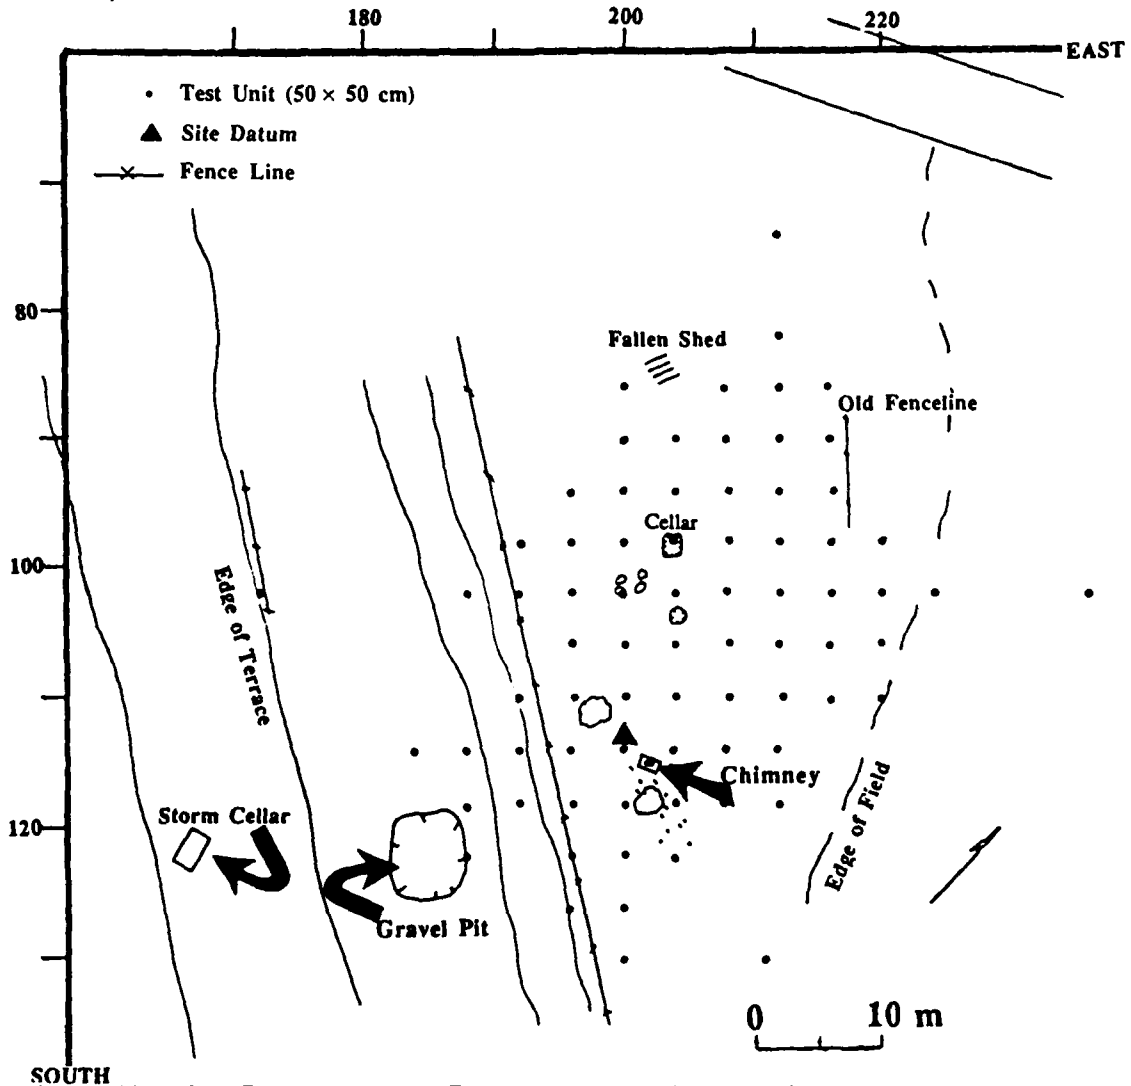 180
200
220
EAST
Test Unit (50 × 50 cm)
Site Datum
Fence Line
80
Fallen Shed
Old Fenceline
Cellar
100
Edge of Terrace
Chimney
Storm Cellar
120
Edge of Field
Gravel Pit
0
10 m
SOUTH